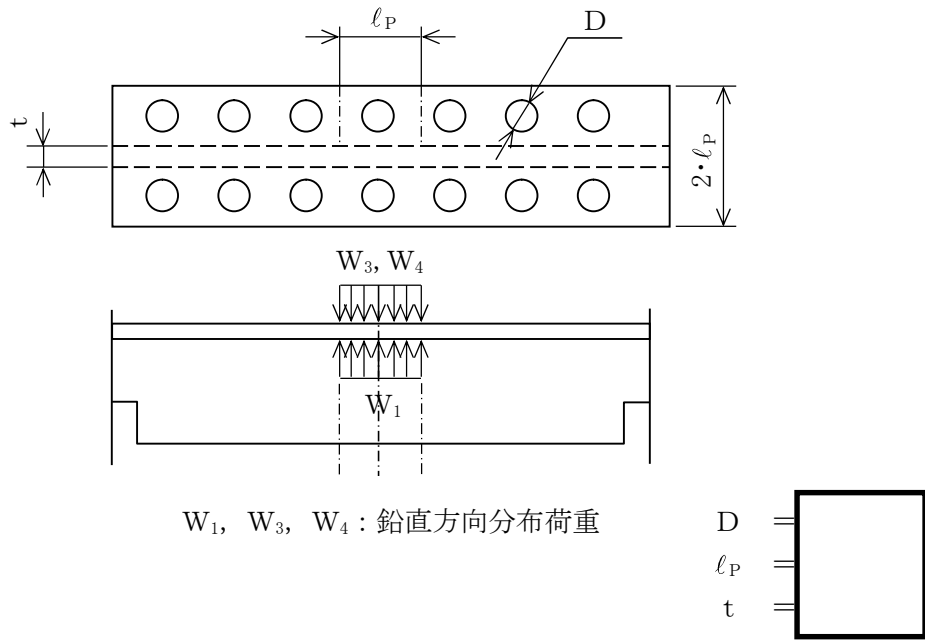 ℓP
D
t
2・ℓP
W3, W4
W1
W1, W3, W4 : 鉛直方向分布荷重
D =
ℓP =
t =